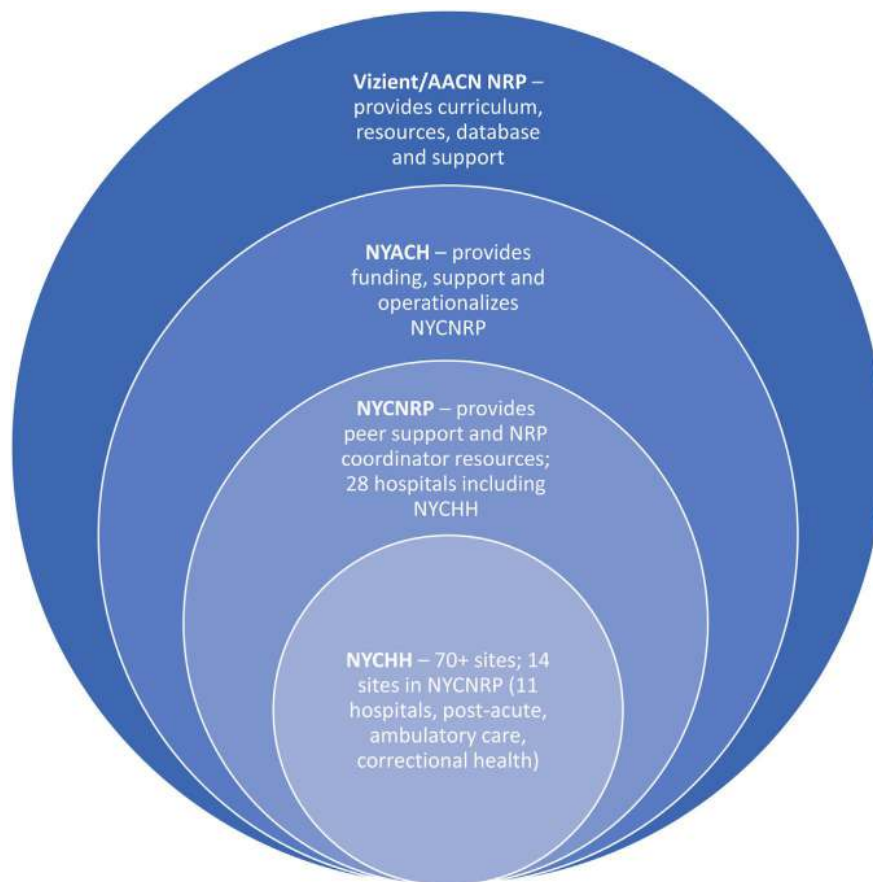 Vizient/AACN NRP –
provides curriculum,
resources, database
and support
NYACH – provides
funding, support and
operationalizes
NYCNRP
NYCNRP – provides
peer support and NRP
coordinator resources;
28 hospitals including
NYCHH
NYCHH – 70+ sites; 14
sites in NYCNRP (11
hospitals, post-acute,
ambulatory care,
correctional health)